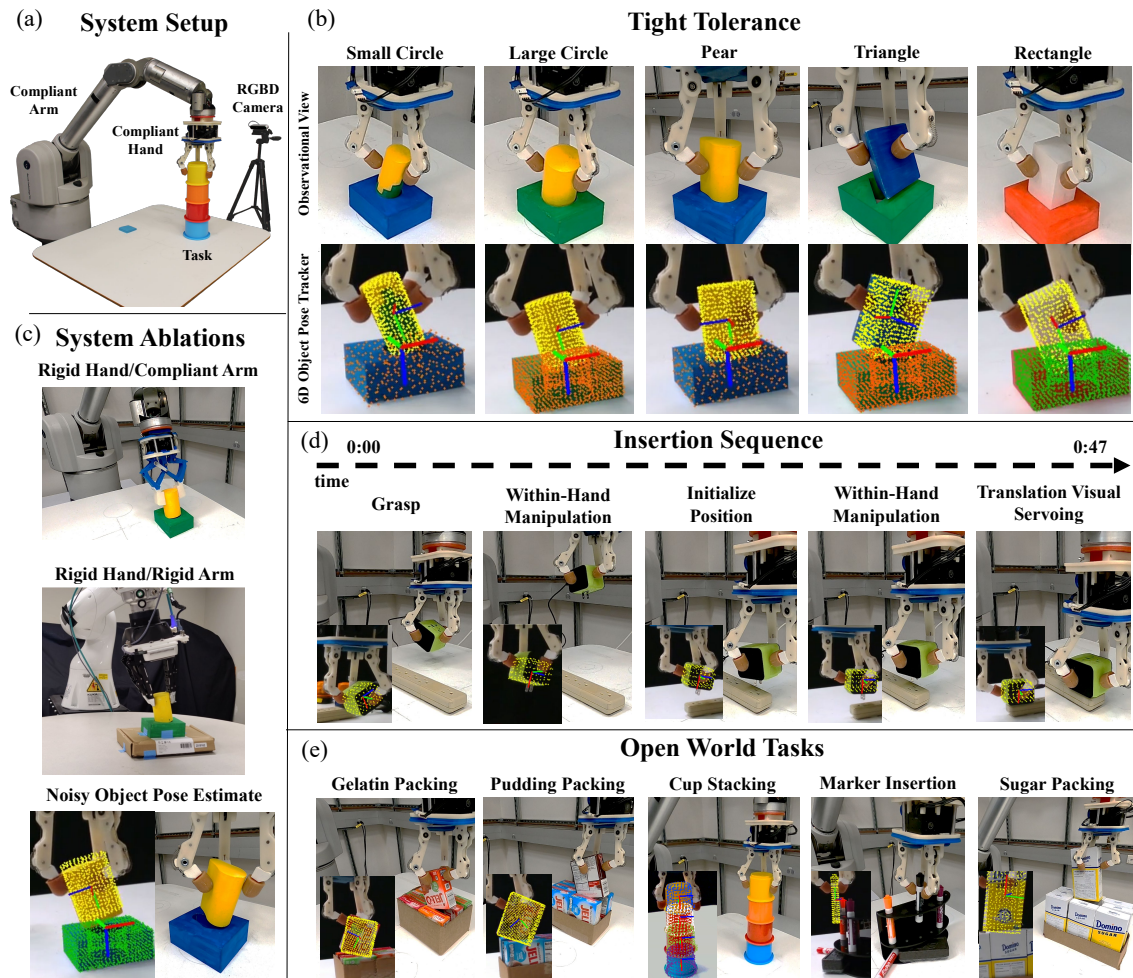 (a)
System Setup
Compliant
Arm
Compliant
Hand
RGBD
Camera
Task
(b)
Tight Tolerance
Small Circle
Large Circle
Pear
Triangle
Rectangle
Observational View
6D Object Pose Tracker
(c)
System Ablations
Rigid Hand/Compliant Arm
Rigid Hand/Rigid Arm
Noisy Object Pose Estimate
(d)
Insertion Sequence
0:00
0:47
time
Grasp
Within-Hand
Manipulation
Initialize
Position
Within-Hand
Manipulation
Translation Visual
Servoing
(e)
Open World Tasks
Gelatin Packing
Pudding Packing
Cup Stacking
Marker Insertion
Sugar Packing
Domino